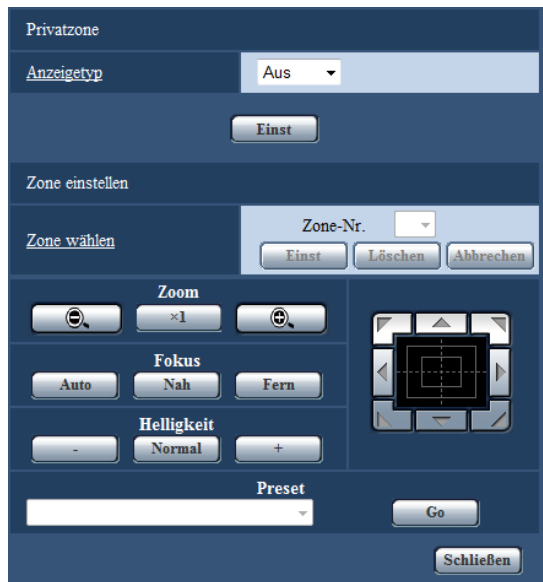 Privatzone
Anzeigetyp Aus
Einst
Zone einstellen
Zone-Nr.
Zone wählen
Einst Löschen Abbrechen
Zoom
×1
Fokus
Auto Nah Fern
Helligkeit
- Normal +
Preset
Go
Schließen